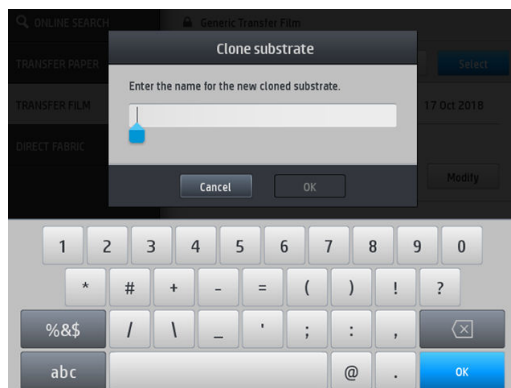 ONLINE SEARCH
Generic Transfer Film
Clone substrate
TRANSFER PAPER
Select
Enter the name for the new cloned substrate.
TRANSFER FILM
17 Oct 2018
DIRECT FABRIC
Modify
Cancel
OK
1 2 3 4 5 6 7 8 9 0
* # + - = ( ) ! ?
%&$ / \ _ ' ; : ,
abc @ . OK